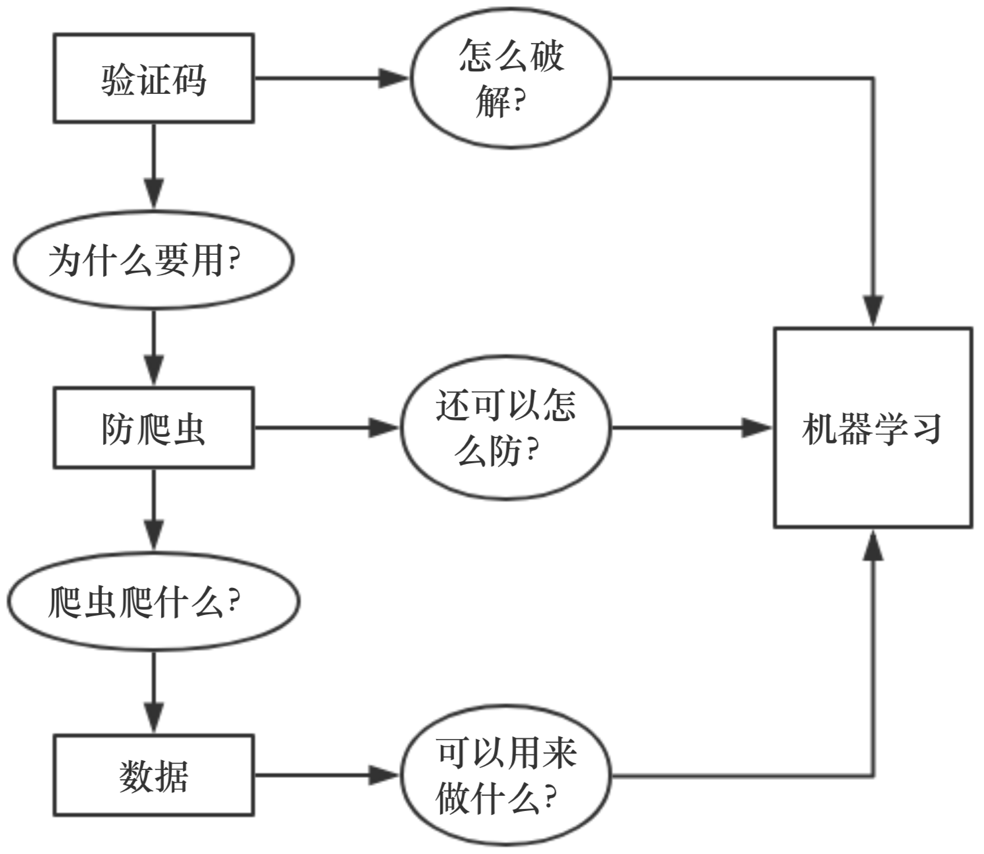 验证码
怎么破
解?
为什么要用?
防爬虫
还可以怎
么防?
机器学习
爬虫爬什么?
数据
可以用来
做什么?